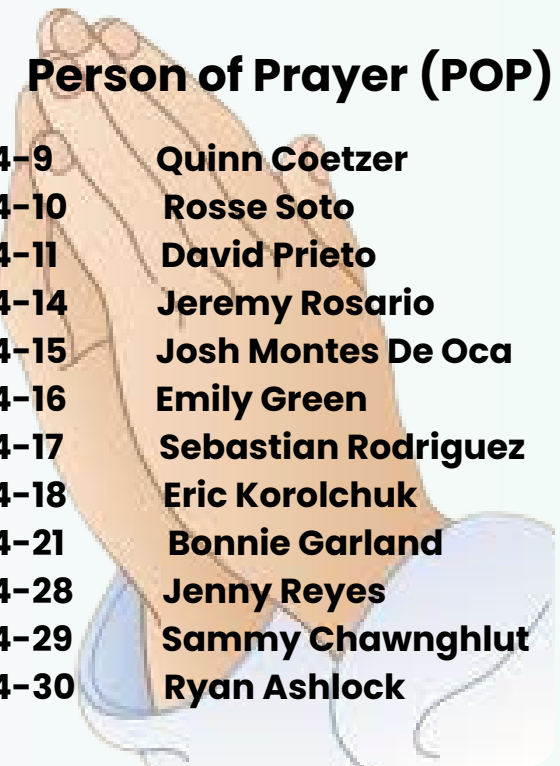 Person of Prayer (POP)
4-9 Quinn Coetzer
4-10 Rosse Soto
4-11 David Prieto
4-14 Jeremy Rosario
4-15 Josh Montes De Oca
4-16 Emily Green
4-17 Sebastian Rodriguez
4-18 Eric Korolchuk
4-21 Bonnie Garland
4-28 Jenny Reyes
4-29 Sammy Chawnghlut
4-30 Ryan Ashlock